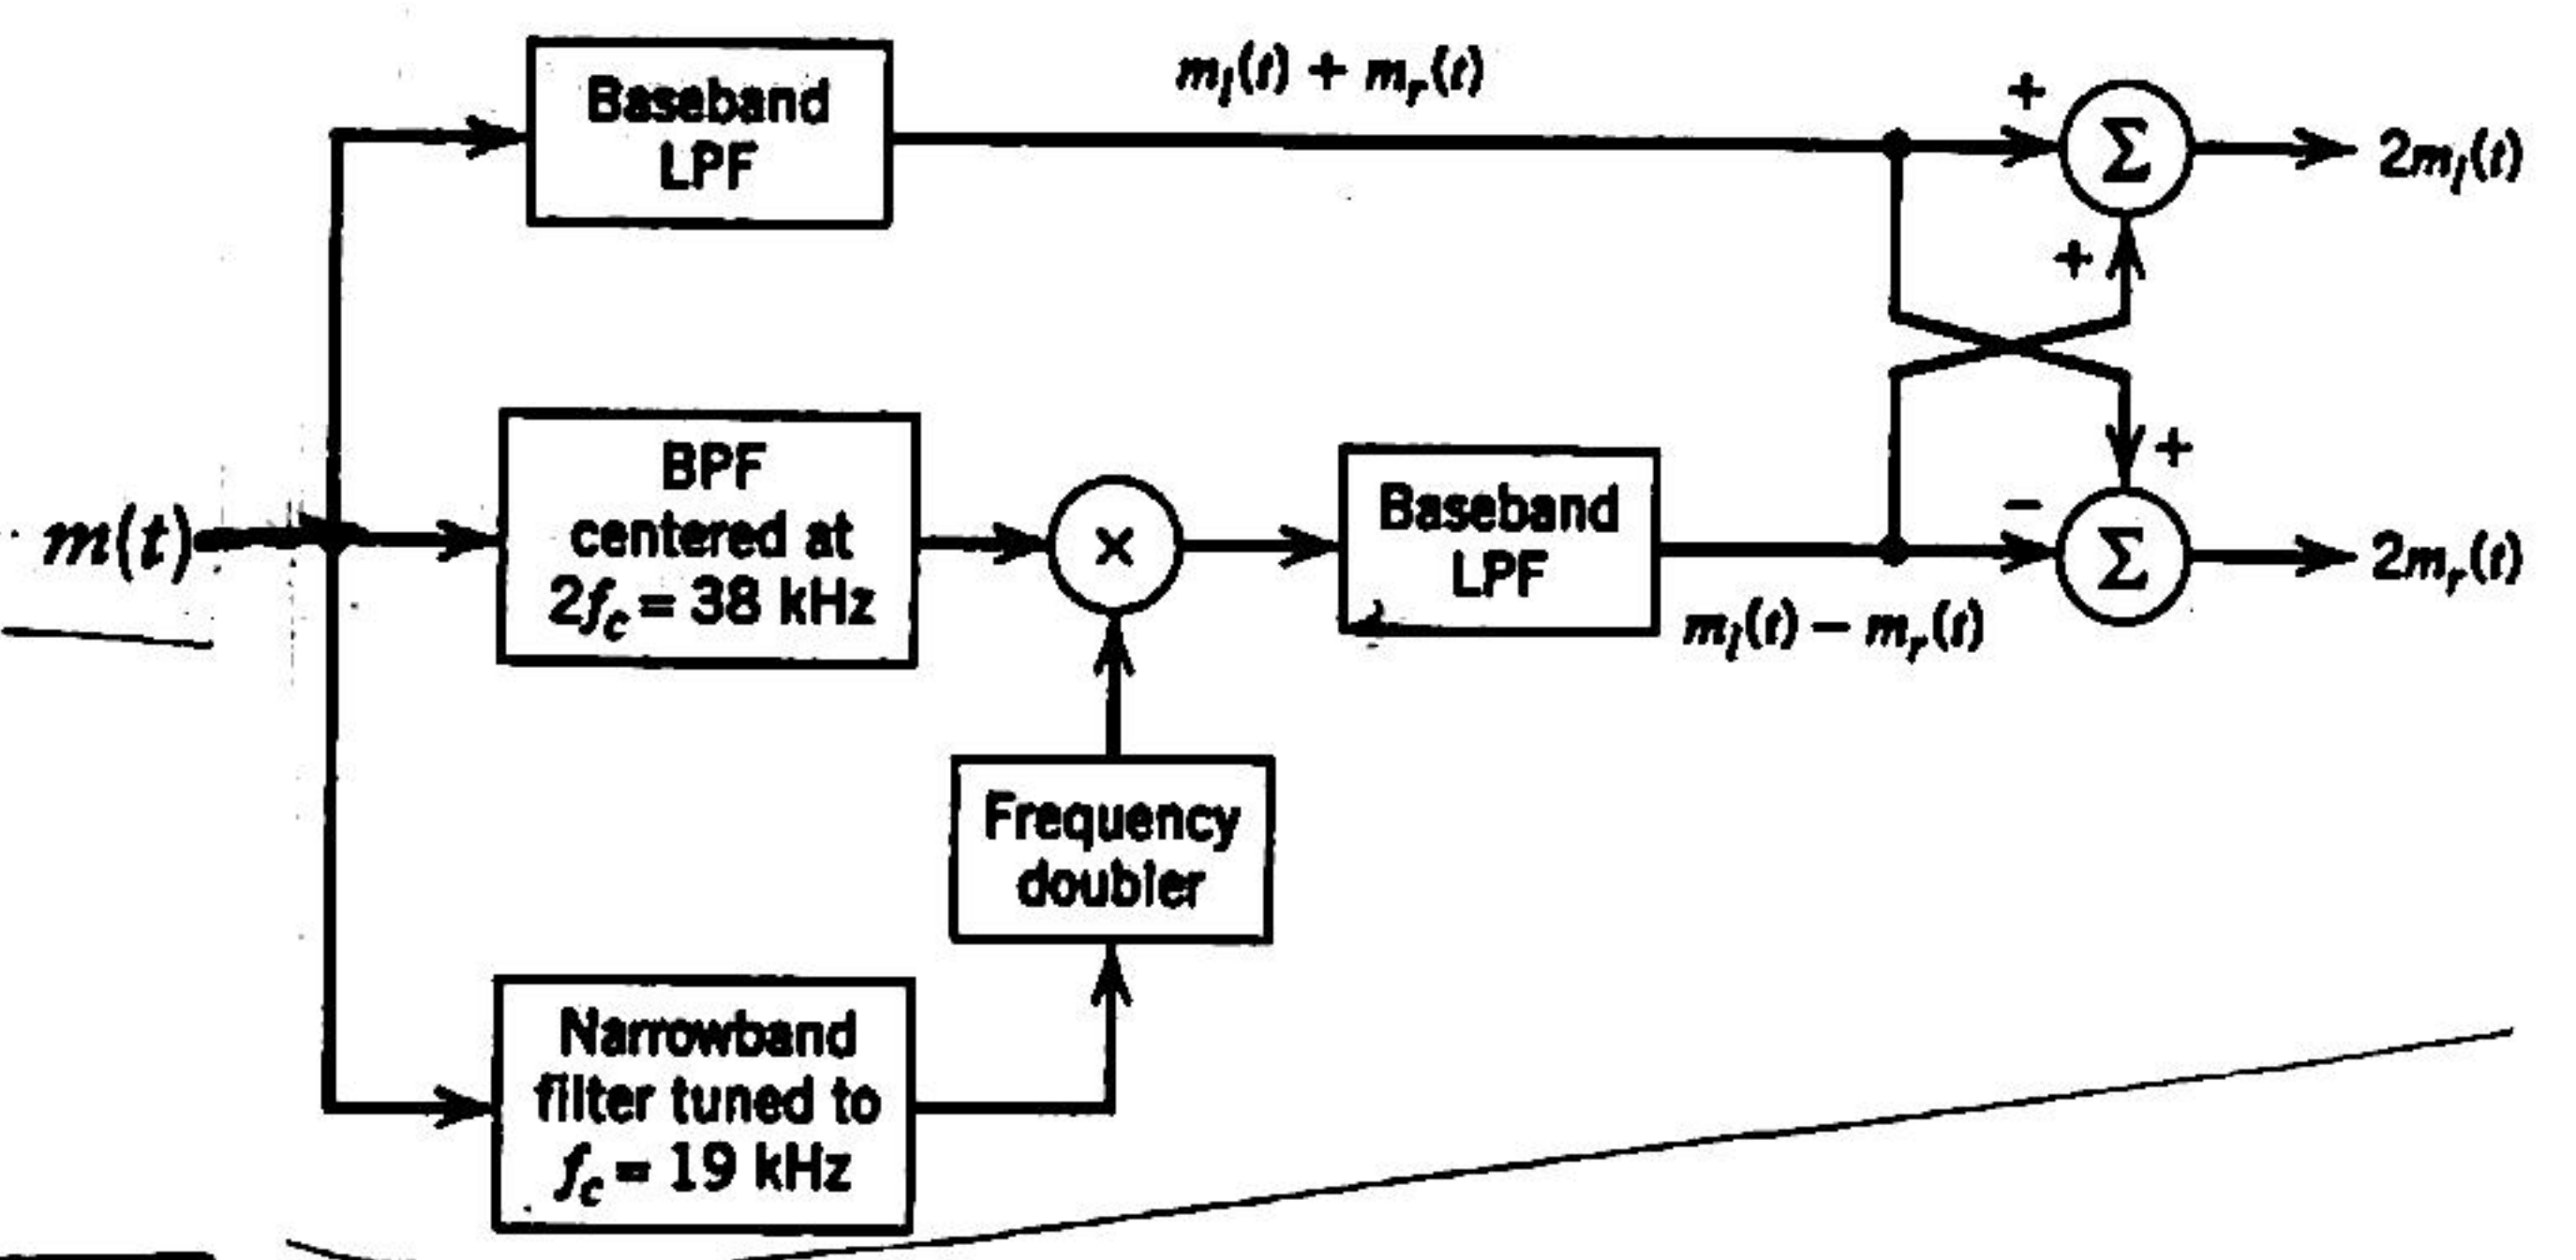 Baseband
LPF
m_l(t) + m_r(t)
+
Σ
2m_l(t)
+
m(t)
BPF
centered at
2f_c = 38 kHz
×
Baseband
LPF
m_l(t) − m_r(t)
+
−
Σ
2m_r(t)
Frequency
doubler
Narrowband
filter tuned to
f_c = 19 kHz